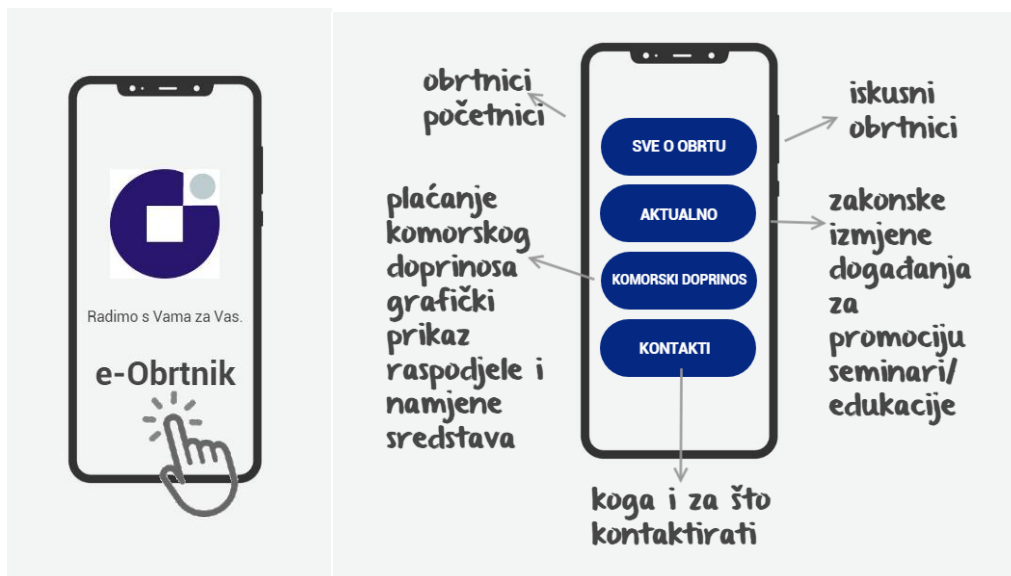 Radimo s Vama za Vas.
e-Obrtnik
obrtnici
početnici
iskusni
obrtnici
SVE O OBRTU
AKTUALNO
KOMORSKI DOPRINOS
KONTAKTI
plaćanje
komorskog
doprinosa
grafički
prikaz
raspodjele i
namjene
sredstava
zakonske
izmjene
događanja
za
promociju
seminari/
edukacije
koga i za što
kontaktirati